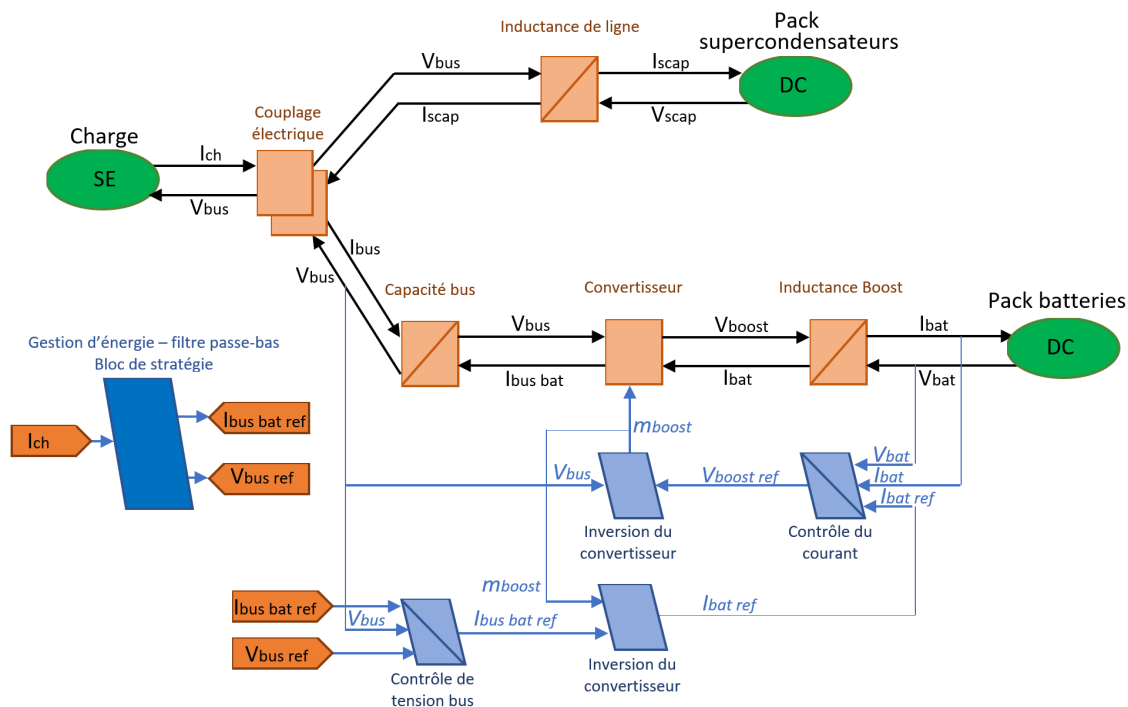 Inductance de ligne
Pack
supercondensateurs
Vbus
Iscap
DC
Iscap
Vscap
Couplage
électrique
Charge
Ich
SE
Vbus
Ibus
Vbus
Capacité bus
Convertisseur
Inductance Boost
Pack batteries
Vbus
Vboost
Ibat
DC
Ibus bat
Ibat
Vbat
Gestion d’énergie – filtre passe-bas
Bloc de stratégie
Ich
Ibus bat ref
Vbus ref
mboost
Vbus
Vboost ref
Vbat
Ibat
Ibat ref
Inversion du
convertisseur
Contrôle du
courant
mboost
Ibus bat ref
Vbus
Ibus bat ref
Ibat ref
Vbus ref
Contrôle de
tension bus
Inversion du
convertisseur